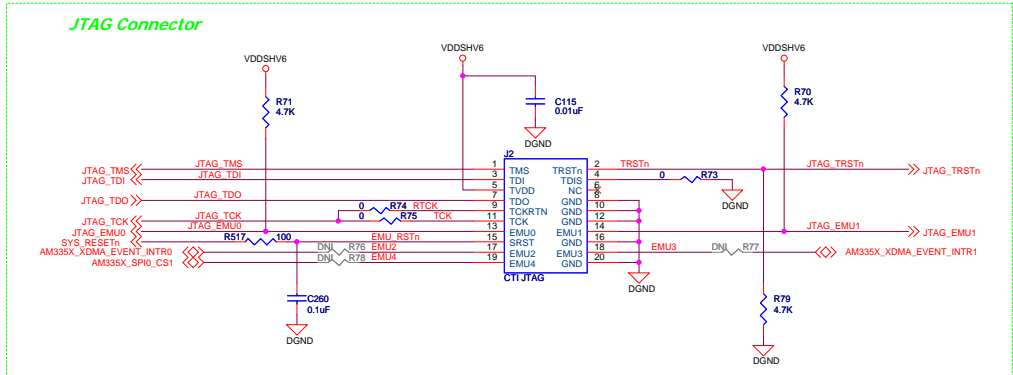 JTAG Connector
VDDSHV6
VDDSHV6
VDDSHV6
R71
4.7K
C115
0.01uF
R70
4.7K
DGND
J2
JTAG_TMS JTAG_TMS 1 TMS TRSTn 2 TRSTn JTAG_TRSTn JTAG_TRSTn
JTAG_TDI JTAG_TDI 3 TDI TDIS 4 0 R73
5 TVDD NC 6
JTAG_TDO JTAG_TDO 7 TDO GND 8
DGND
0 R74 RTCK 9 TCKRTN GND 10
JTAG_TCK JTAG_TCK 0 R75 TCK 11 TCK GND 12
JTAG_EMU0 JTAG_EMU0 13 EMU0 EMU1 14 JTAG_EMU1 JTAG_EMU1
SYS_RESETn R517 100 EMU_RSTn 15 SRST GND 16
AM335X_XDMA_EVENT_INTR0 DNI R76 EMU2 17 EMU2 EMU3 18 EMU3 DNI R77 AM335X_XDMA_EVENT_INTR1
AM335X_SPI0_CS1 DNI R78 EMU4 19 EMU4 GND 20
CTI JTAG
DGND
C260
0.1uF
R79
4.7K
DGND
DGND